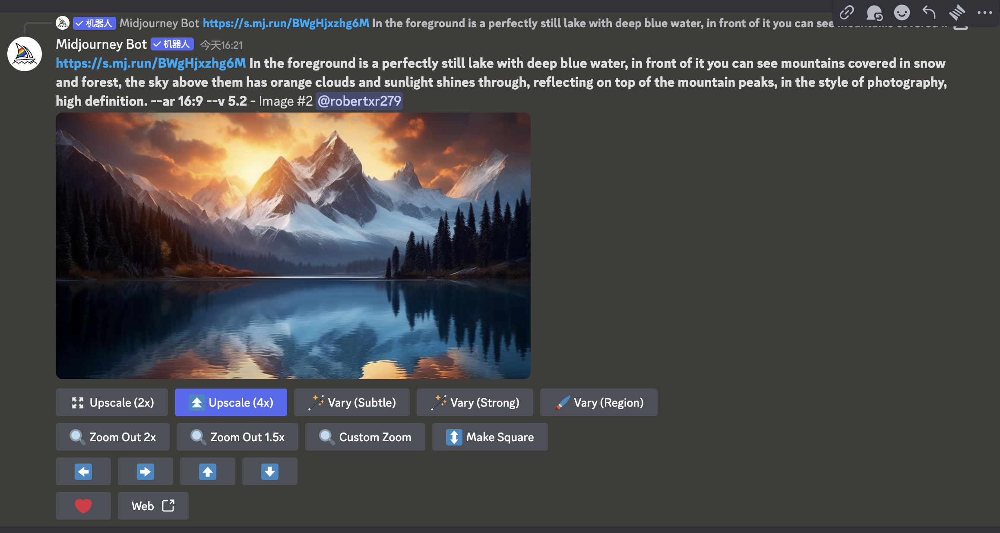 机器人 Midjourney Bot https://s.mj.run/BWgHjxzhg6M In the foreground is a perfectly still lake with deep blue water, in front of it you can see
Midjourney Bot 机器人 今天16:21
https://s.mj.run/BWgHjxzhg6M In the foreground is a perfectly still lake with deep blue water, in front of it you can see mountains covered in snow
and forest, the sky above them has orange clouds and sunlight shines through, reflecting on top of the mountain peaks, in the style of photography,
high definition. --ar 16:9 --v 5.2 - Image #2 @robertxr279
Upscale (2x) Upscale (4x) Vary (Subtle) Vary (Strong) Vary (Region)
Zoom Out 2x Zoom Out 1.5x Custom Zoom Make Square
Web